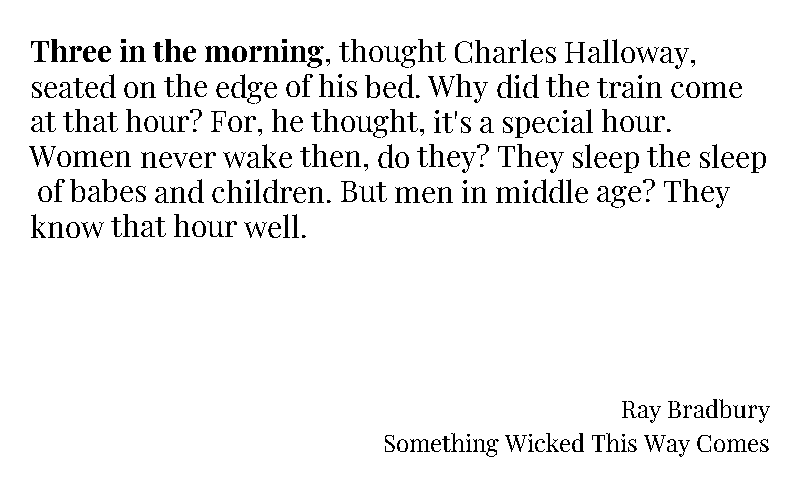 Three in the morning, thought Charles Halloway,
seated on the edge of his bed. Why did the train come
at that hour? For, he thought, it's a special hour.
Women never wake then, do they? They sleep the sleep
of babes and children. But men in middle age? They
know that hour well.
Ray Bradbury
Something Wicked This Way Comes